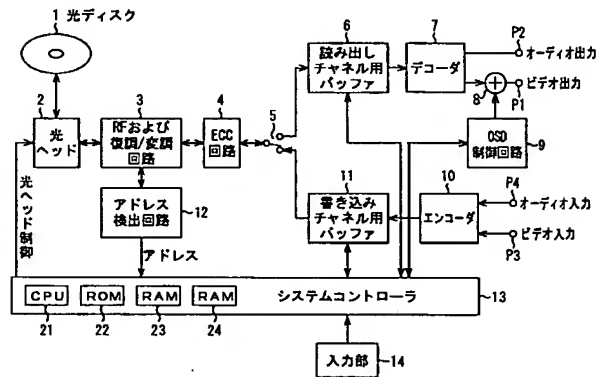 1 光ディスク
2
光
ヘッド
3
RFおよび
復調/変調
回路
4
ECC
回路
5
6
読み出し
チャネル用
バッファ
7
デコーダ
P2
オーディオ出力
8
P1
ビデオ出力
OSD
制御回路
9
アドレス
検出回路
12
11
書き込み
チャネル用
バッファ
10
エンコーダ
P4
オーディオ入力
P3
ビデオ入力
光ヘッド制御
アドレス
CPU
ROM
RAM
RAM
システムコントローラ
13
21
22
23
24
入力部
14